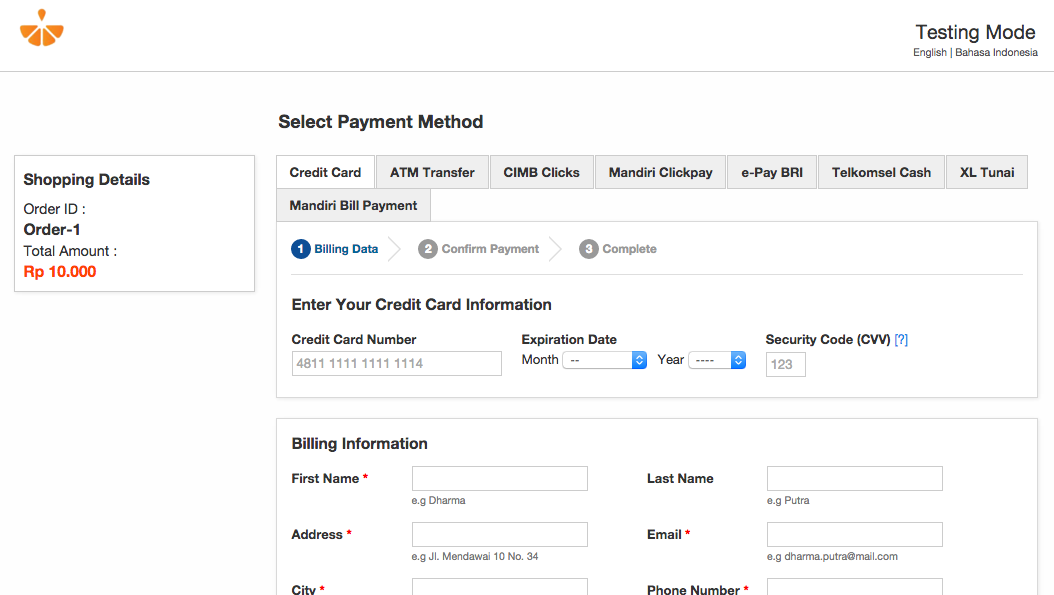 Testing Mode
English | Bahasa Indonesia
Select Payment Method
Shopping Details
Order ID :
Order-1
Total Amount :
Rp 10.000
Credit Card ATM Transfer CIMB Clicks Mandiri Clickpay e-Pay BRI Telkomsel Cash XL Tunai
Mandiri Bill Payment
1 Billing Data 2 Confirm Payment 3 Complete
Enter Your Credit Card Information
Credit Card Number Expiration Date Security Code (CVV) [?]
4811 1111 1111 1114 Month -- Year ---- 123
Billing Information
First Name * Last Name
e.g Dharma e.g Putra
Address * Email *
e.g Jl. Mendawai 10 No. 34 e.g dharma.putra@mail.com
City * Phone Number *